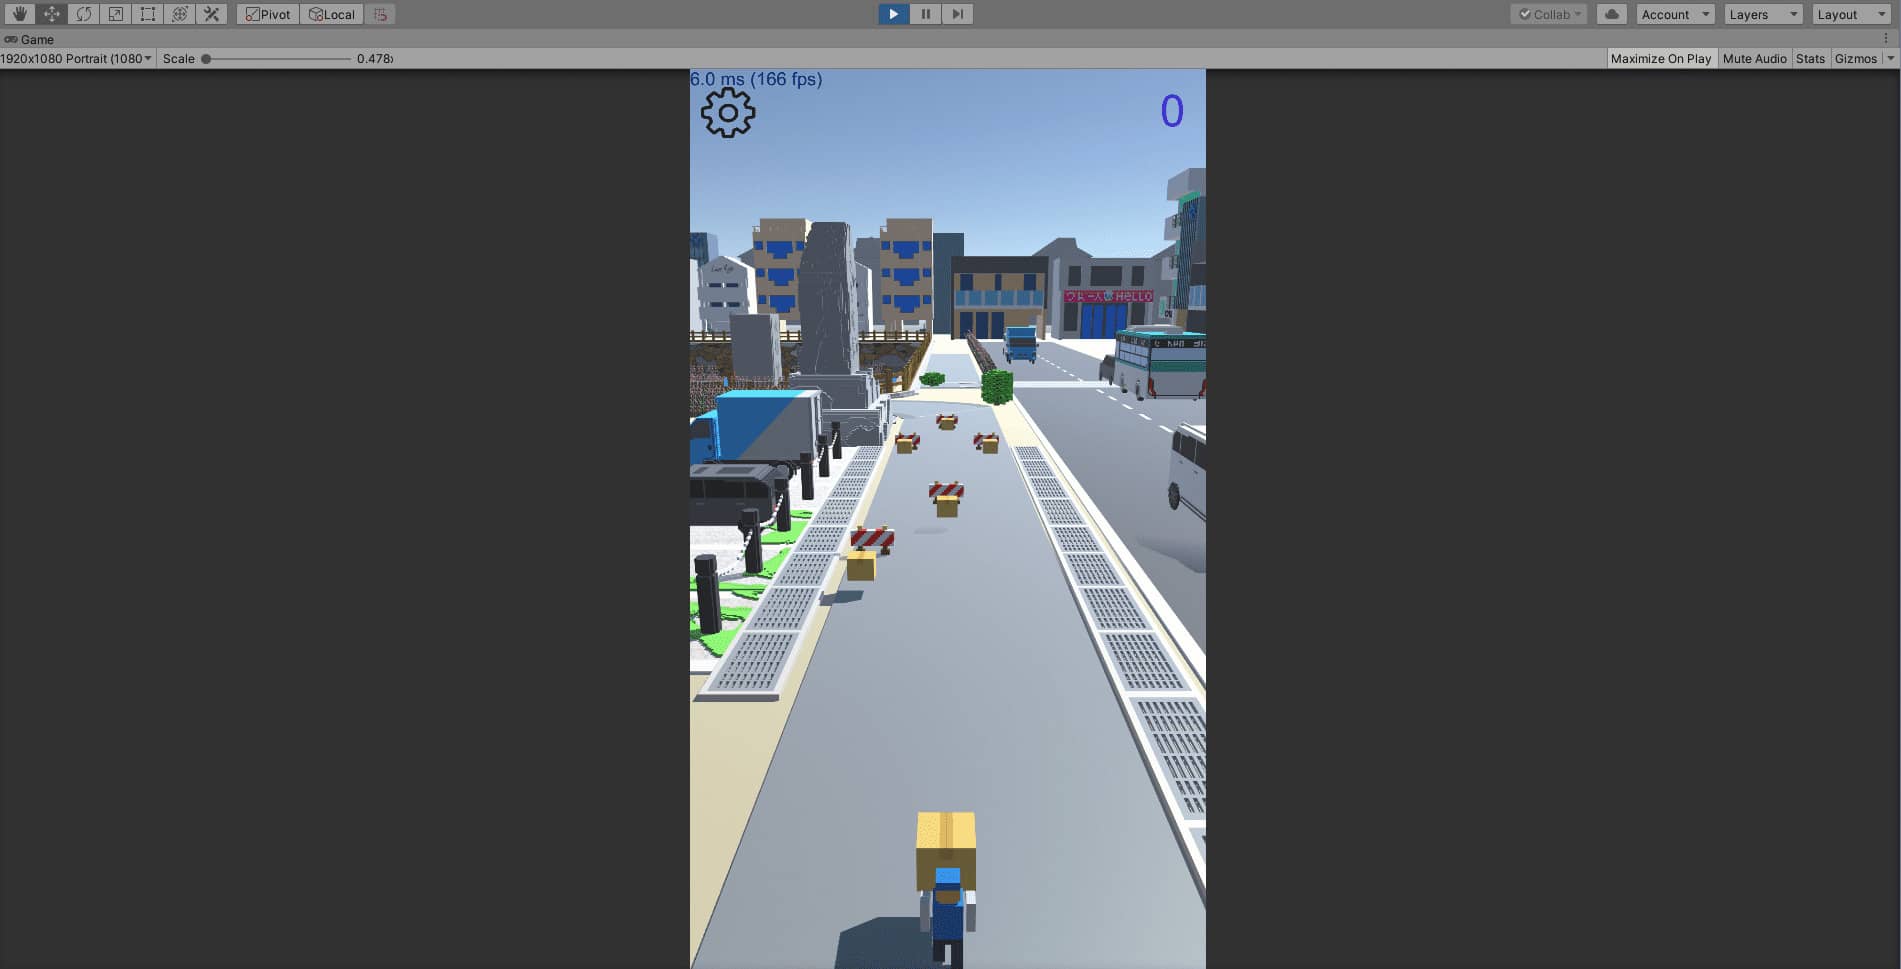 Pivot
Local
Collab
Account
Layers
Layout
Game
1920x1080 Portrait (1080
Scale
0.478x
Maximize On Play
Mute Audio
Stats
Gizmos
6.0 ms (166 fps)
0
HELLO